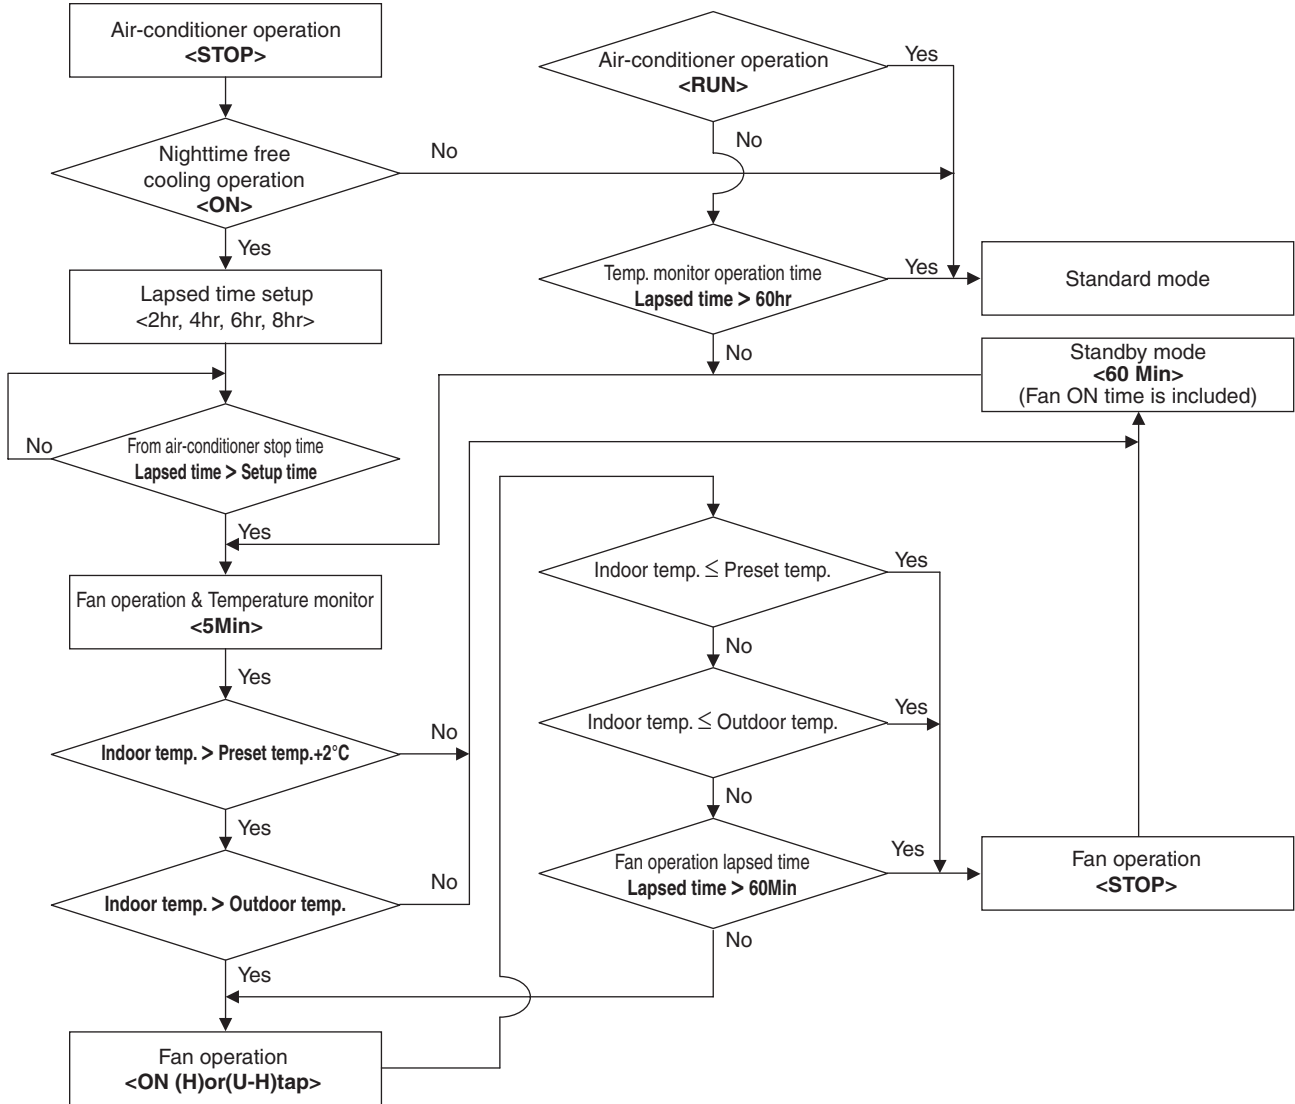 Air-conditioner operation
<STOP>
Nighttime free
cooling operation
<ON>
No
Yes
Lapsed time setup
<2hr, 4hr, 6hr, 8hr>
From air-conditioner stop time
Lapsed time > Setup time
No
Yes
Fan operation & Temperature monitor
<5Min>
Yes
Indoor temp. > Preset temp.+2°C
No
Yes
Indoor temp. > Outdoor temp.
No
Yes
Fan operation
<ON (H)or(U-H)tap>
Air-conditioner operation
<RUN>
Yes
No
Temp. monitor operation time
Lapsed time > 60hr
Yes
No
Standard mode
Standby mode
<60 Min>
(Fan ON time is included)
Indoor temp. ≤ Preset temp.
Yes
No
Indoor temp. ≤ Outdoor temp.
Yes
No
Fan operation lapsed time
Lapsed time > 60Min
Yes
No
Fan operation
<STOP>